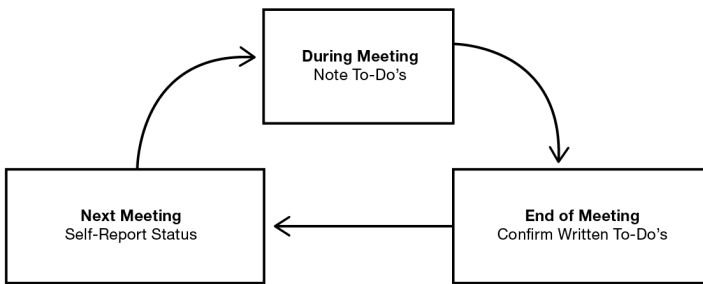 During Meeting
Note To-Do’s
Next Meeting
Self-Report Status
End of Meeting
Confirm Written To-Do’s